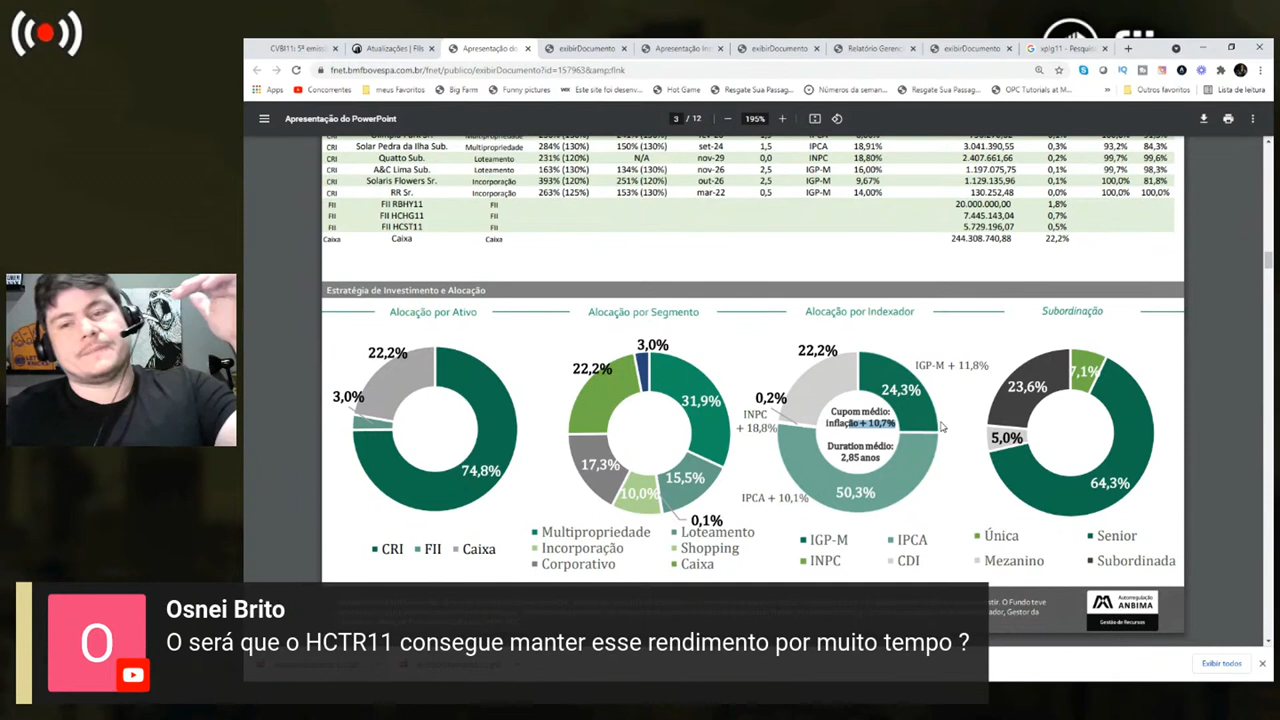 CVBI11: 5ª emiss
Atualizações | FIIs
Apresentação do
exibirDocumento
Apresentação In
exibirDocumento
Relatório Gerenc
exibirDocumento
xplg11 - Pesquis
fnet.bmfbovespa.com.br/fnet/publico/exibirDocumento?id=157963&amp;flnk
Apps
Concorrentes
meus Favoritos
Big Farm
Funny pictures
Este site foi desenv...
Hot Game
Resgate Sua Passag...
Números da seman...
Resgate Sua Passag...
OPC Tutorials at M...
Outros favoritos
Lista de leitura
Apresentação do PowerPoint
3 / 12
195%
CRI Solar Pedra da Ilha Sub. Multipropriedade 284% (130%) 150% (130%) set-24 1,5 IPCA 18,91% 3.041.390,55 0,3% 93,2% 84,3%
CRI Quatto Sub. Loteamento 231% (120%) N/A nov-29 0,0 INPC 18,80% 2.407.661,66 0,2% 99,7% 99,6%
CRI A&C Lima Sub. Loteamento 163% (130%) 134% (130%) nov-26 2,5 IGP-M 16,00% 1.197.075,75 0,1% 99,7% 98,3%
CRI Solaris Flowers Sr. Incorporação 393% (120%) 251% (120%) out-26 2,5 IGP-M 9,67% 1.129.135,96 0,1% 100,0% 81,8%
CRI RR Sr. Incorporação 263% (125%) 153% (130%) mar-22 0,5 IGP-M 14,00% 130.252,48 0,0% 100,0% 100,0%
FII FII RBHY11 FII 20.000.000,00 1,8%
FII FII HCHG11 FII 7.445.143,04 0,7%
FII FII HCST11 FII 5.729.196,07 0,5%
Caixa Caixa Caixa 244.308.740,88 22,2%
Estratégia de Investimento e Alocação
Alocação por Ativo
22,2%
3,0%
74,8%
CRI FII Caixa
Alocação por Segmento
3,0%
22,2%
31,9%
17,3%
10,0%
15,5%
0,1%
Multipropriedade Loteamento
Incorporação Shopping
Corporativo Caixa
Alocação por Indexador
22,2%
IGP-M + 11,8%
24,3%
0,2%
INPC
+ 18,8%
Cupom médio:
inflação + 10,7%
Duration médio:
2,85 anos
IPCA + 10,1%
50,3%
IGP-M IPCA
INPC CDI
Subordinação
7,1%
23,6%
5,0%
64,3%
Única Senior
Mezanino Subordinada
Autorregulação
ANBIMA
Gestão de Recursos
Exibir todos
O
Osnei Brito
O será que o HCTR11 consegue manter esse rendimento por muito tempo ?